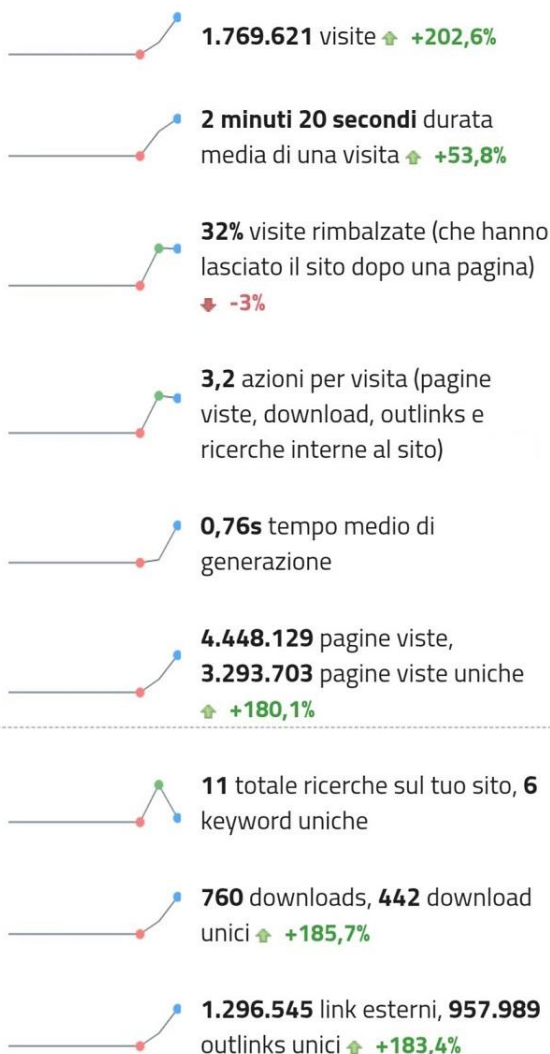 1.769.621 visite +202,6%
2 minuti 20 secondi durata
media di una visita +53,8%
32% visite rimbalzate (che hanno
lasciato il sito dopo una pagina)
-3%
3,2 azioni per visita (pagine
viste, download, outlinks e
ricerche interne al sito)
0,76s tempo medio di
generazione
4.448.129 pagine viste,
3.293.703 pagine viste uniche
+180,1%
11 totale ricerche sul tuo sito, 6
keyword uniche
760 downloads, 442 download
unici +185,7%
1.296.545 link esterni, 957.989
outlinks unici +183,4%